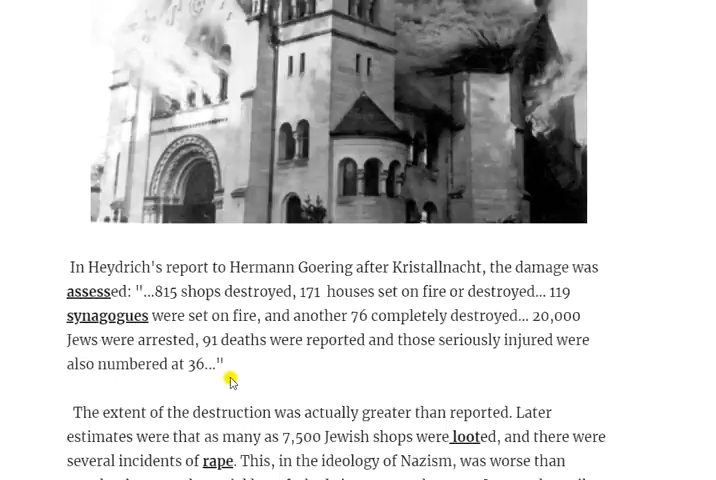 In Heydrich's report to Hermann Goering after Kristallnacht, the damage was
assessed: "...815 shops destroyed, 171 houses set on fire or destroyed... 119
synagogues were set on fire, and another 76 completely destroyed... 20,000
Jews were arrested, 91 deaths were reported and those seriously injured were
also numbered at 36..."
The extent of the destruction was actually greater than reported. Later
estimates were that as many as 7,500 Jewish shops were looted, and there were
several incidents of rape. This, in the ideology of Nazism, was worse than